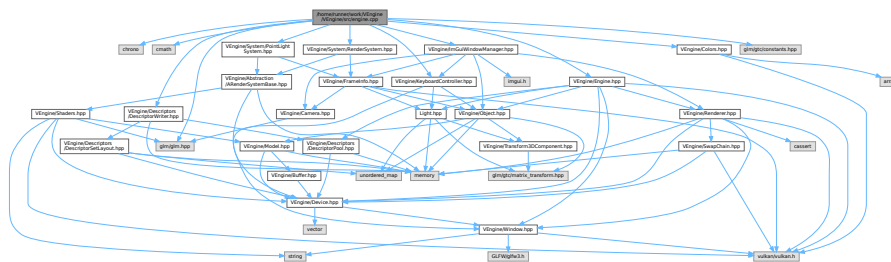 /home/runner/work/VEngine
/VEngine/src/engine.cpp
chrono
cmath
VEngine/System/PointLight
System.hpp
VEngine/System/RenderSystem.hpp
VEngine/ImGuiWindowManager.hpp
VEngine/Colors.hpp
glm/gtc/constants.hpp
VEngine/Abstraction
/ARenderSystemBase.hpp
VEngine/FrameInfo.hpp
VEngine/KeyboardController.hpp
imgui.h
VEngine/Engine.hpp
VEngine/Shaders.hpp
VEngine/Descriptors
/DescriptorWriter.hpp
VEngine/Camera.hpp
Light.hpp
VEngine/Object.hpp
VEngine/Renderer.hpp
VEngine/Descriptors
/DescriptorSetLayout.hpp
glm/glm.hpp
VEngine/Model.hpp
VEngine/Descriptors
/DescriptorPool.hpp
VEngine/Transform3DComponent.hpp
VEngine/SwapChain.hpp
cassert
VEngine/Buffer.hpp
unordered_map
memory
glm/gtc/matrix_transform.hpp
VEngine/Device.hpp
vector
VEngine/Window.hpp
string
GLFW/glfw3.h
vulkan/vulkan.h